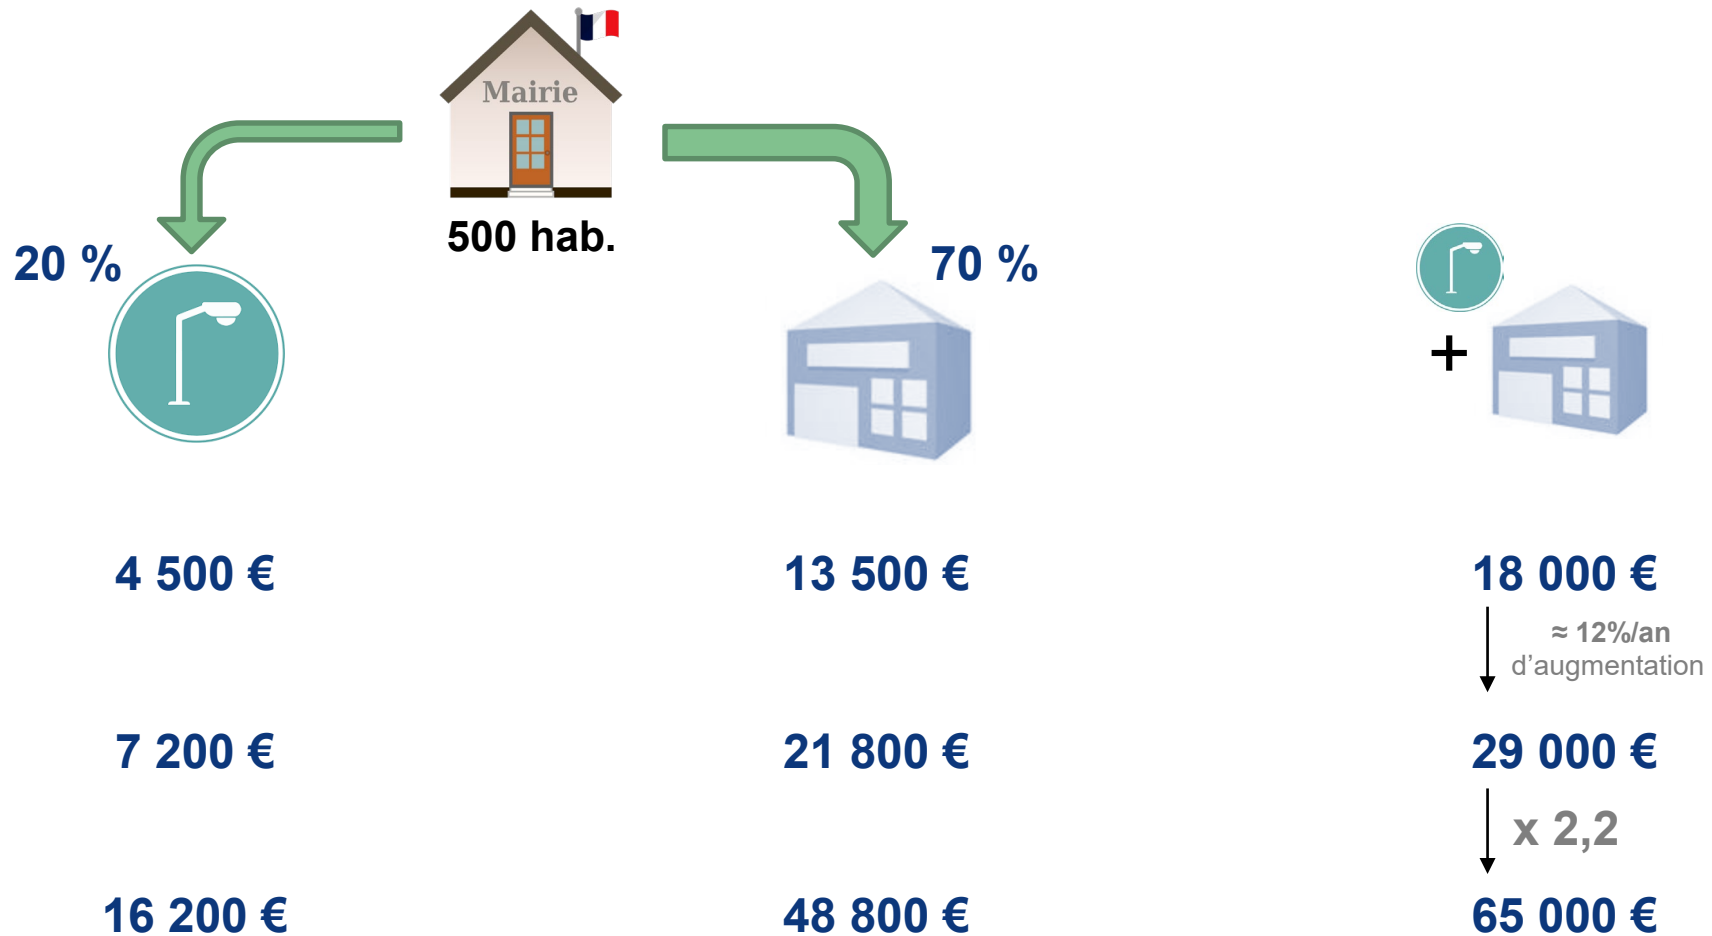 Mairie
500 hab.
20 %
70 %
+
4 500 €
13 500 €
18 000 €
≈ 12%/an
d’augmentation
7 200 €
21 800 €
29 000 €
x 2,2
16 200 €
48 800 €
65 000 €